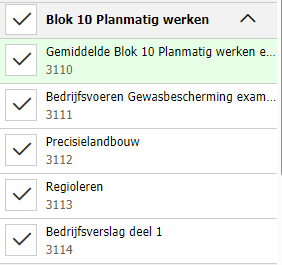 Blok 10 Planmatig werken
Gemiddelde Blok 10 Planmatig werken e...
3110
Bedrijfsvoeren Gewasbescherming exam...
3111
Precisielandbouw
3112
Regioleren
3113
Bedrijfsverslag deel 1
3114